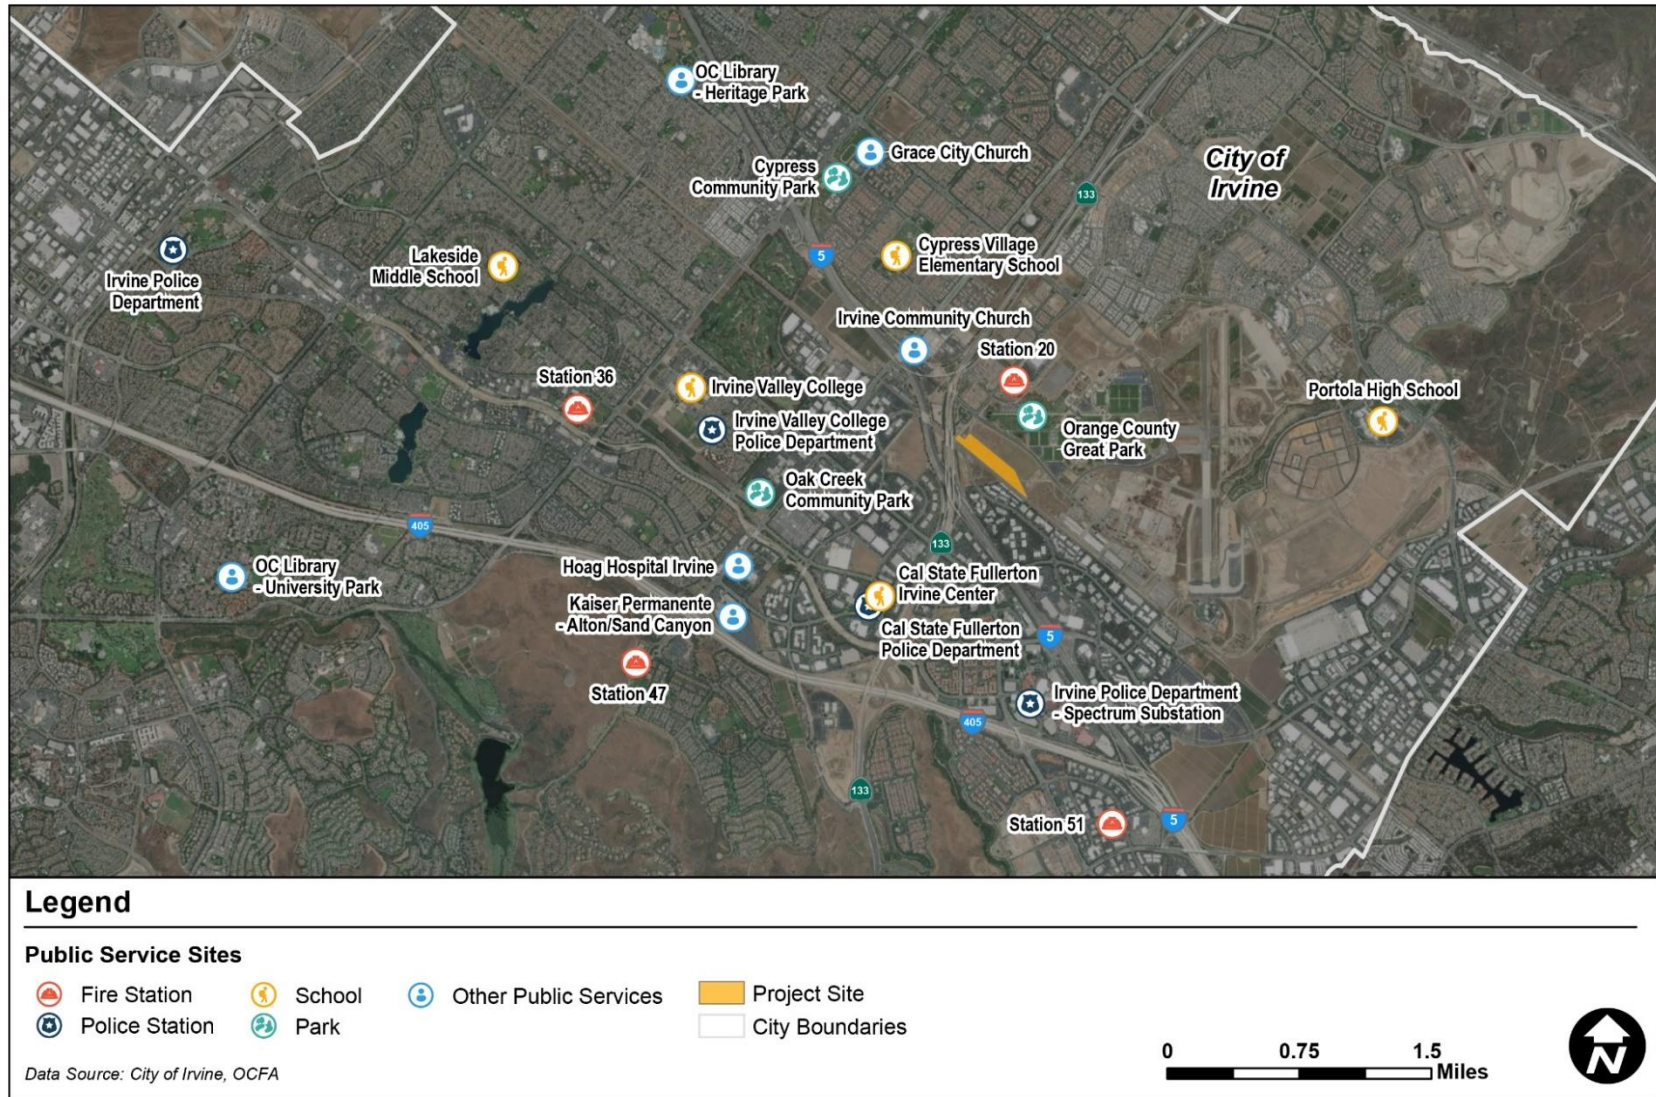 OC Library
- Heritage Park
Grace City Church
Cypress
Community Park
City of
Irvine
133
Irvine Police
Department
Lakeside
Middle School
5
Cypress Village
Elementary School
Irvine Community Church
Station 20
Station 36
Irvine Valley College
Portola High School
Irvine Valley College
Police Department
Orange County
Great Park
Oak Creek
Community Park
405
133
OC Library
- University Park
Hoag Hospital Irvine
Cal State Fullerton
Irvine Center
Kaiser Permanente
- Alton/Sand Canyon
Cal State Fullerton
Police Department
5
Station 47
Irvine Police Department
- Spectrum Substation
405
133
Station 51
5
Legend
Public Service Sites
Fire Station
School
Other Public Services
Project Site
Police Station
Park
City Boundaries
Data Source: City of Irvine, OCFA
0 0.75 1.5
Miles
N